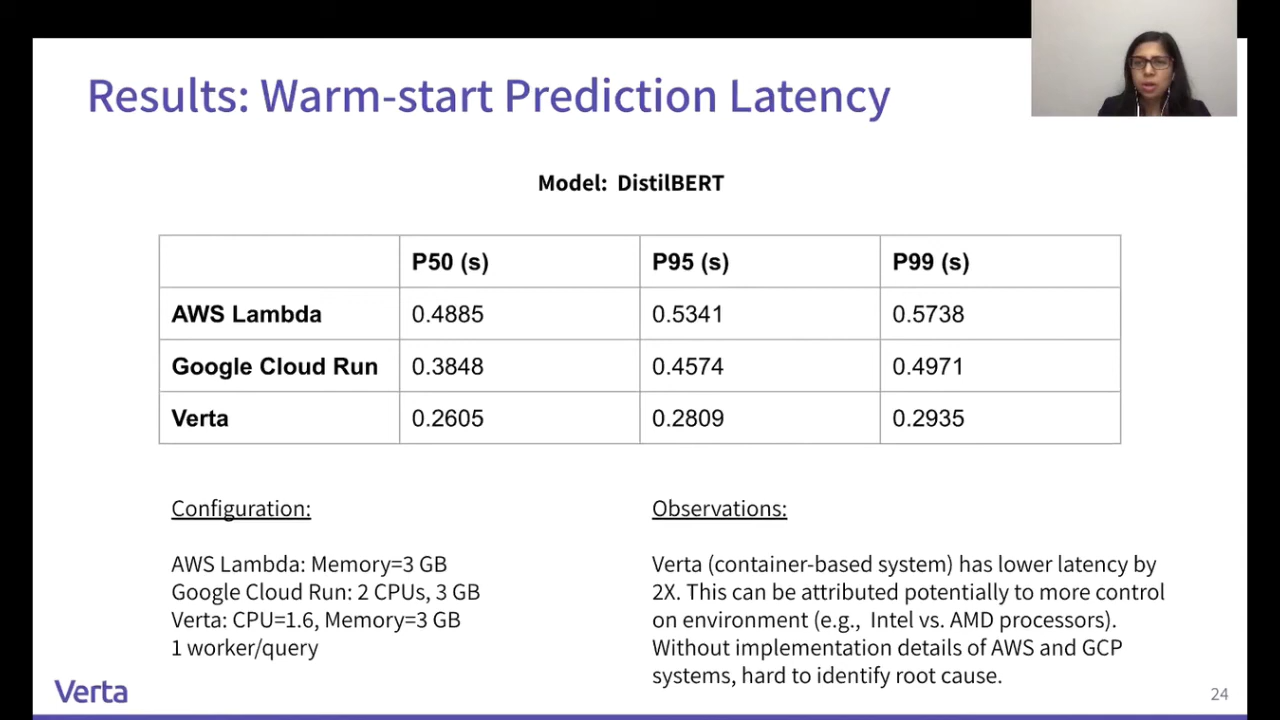 Results: Warm-start Prediction Latency
Model: DistilBERT
P50 (s) P95 (s) P99 (s)
AWS Lambda 0.4885 0.5341 0.5738
Google Cloud Run 0.3848 0.4574 0.4971
Verta 0.2605 0.2809 0.2935
Configuration:
AWS Lambda: Memory=3 GB
Google Cloud Run: 2 CPUs, 3 GB
Verta: CPU=1.6, Memory=3 GB
1 worker/query
Observations:
Verta (container-based system) has lower latency by
2X. This can be attributed potentially to more control
on environment (e.g., Intel vs. AMD processors).
Without implementation details of AWS and GCP
systems, hard to identify root cause.
Verta
24